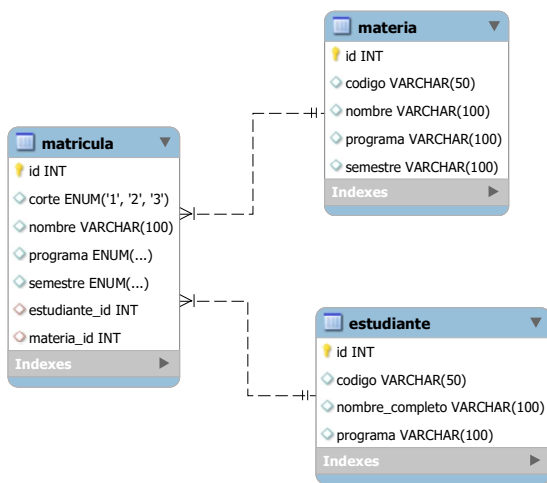 materia
id INT
codigo VARCHAR(50)
nombre VARCHAR(100)
programa VARCHAR(100)
semestre VARCHAR(100)
Indexes
matricula
id INT
corte ENUM('1', '2', '3')
nombre VARCHAR(100)
programa ENUM(...)
semestre ENUM(...)
estudiante_id INT
materia_id INT
Indexes
estudiante
id INT
codigo VARCHAR(50)
nombre_completo VARCHAR(100)
programa VARCHAR(100)
Indexes